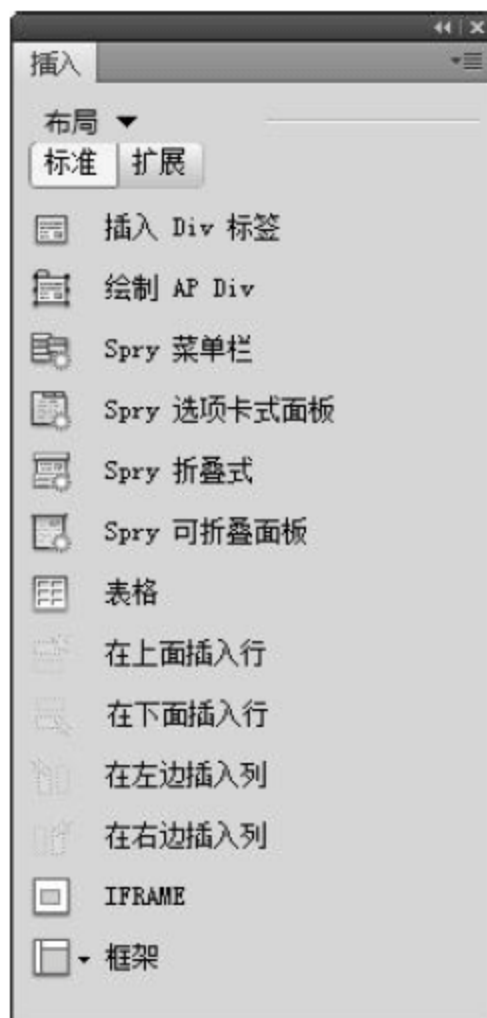 插入
布局
标准 扩展
插入 Div 标签
绘制 AP Div
Spry 菜单栏
Spry 选项卡式面板
Spry 折叠式
Spry 可折叠面板
表格
在上面插入行
在下面插入行
在左边插入列
在右边插入列
IFRAME
框架